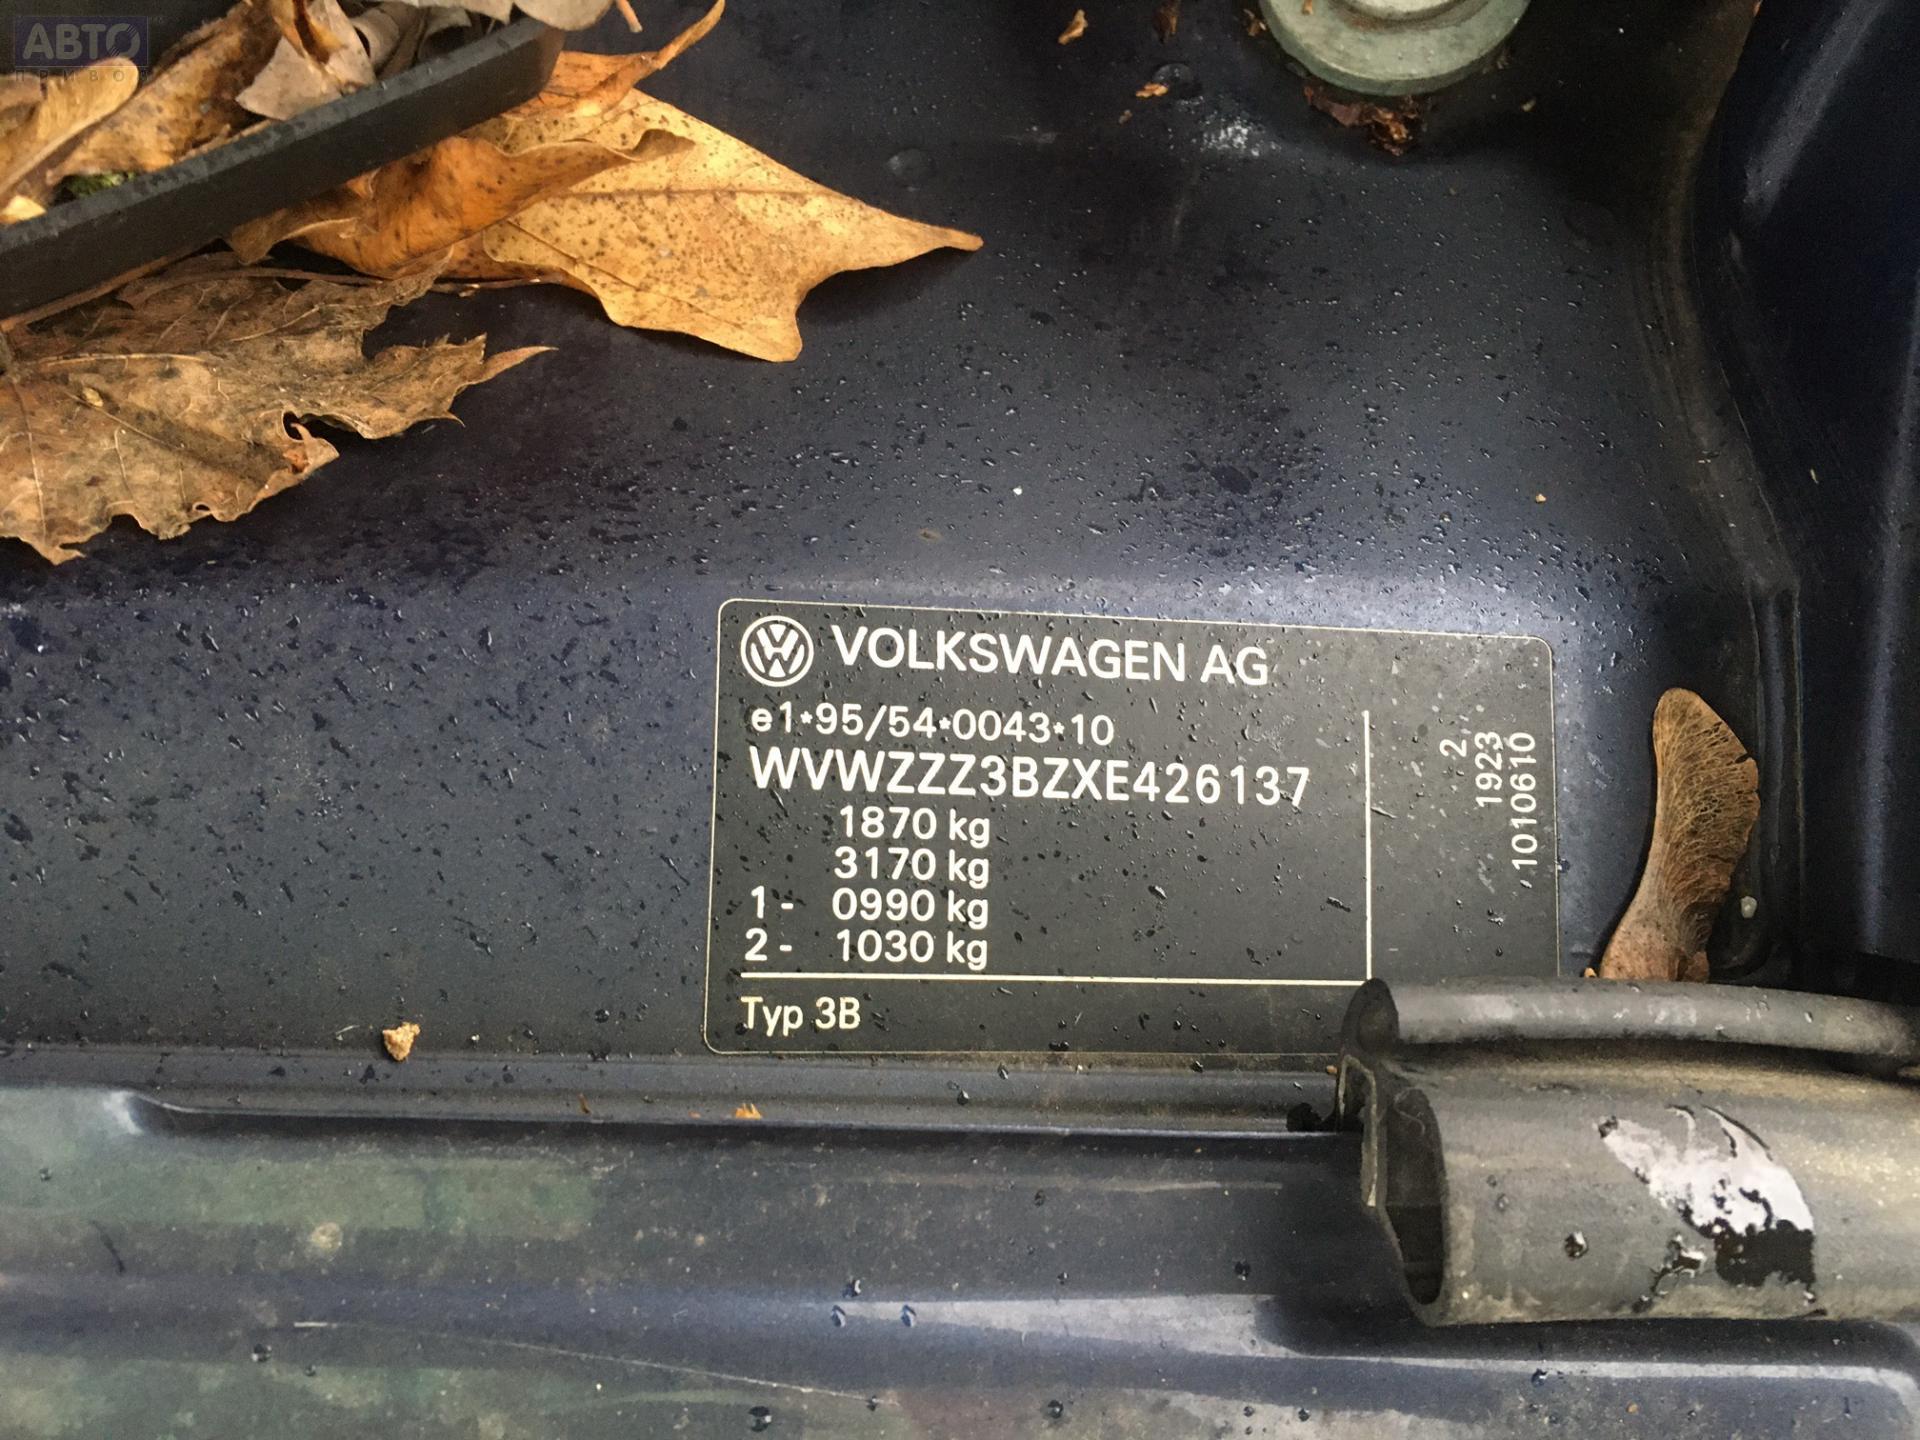 АВТО
ПРИВОЗ
VOLKSWAGEN AG
e1*95/54*0043*10
WVWZZZ3BZXE426137
1870 kg
3170 kg
1- 0990 kg
2- 1030 kg
Typ 3B
2
1923
1010610